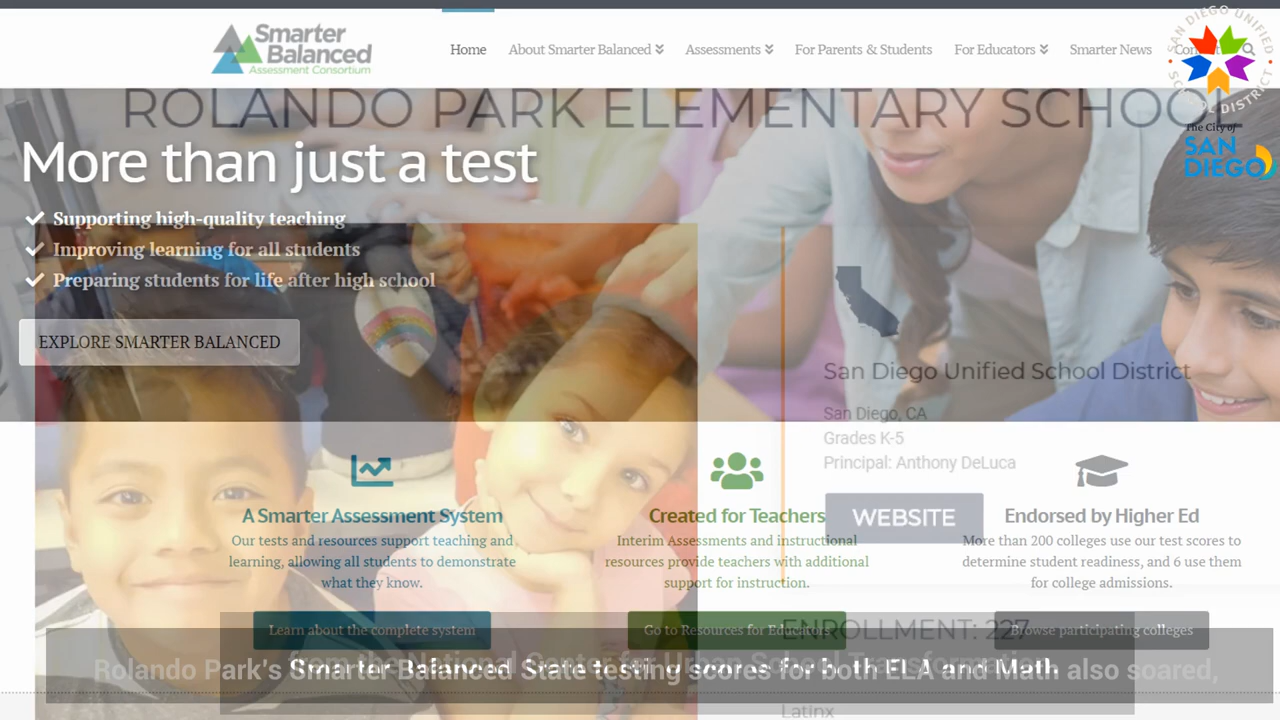 Smarter
Balanced
Assessment Consortium
Home About Smarter Balanced Assessments For Parents & Students For Educators Smarter News
SAN DIEGO UNIFIED SCHOOL DISTRICT
The City of
SAN
DIEGO
ROLANDO PARK ELEMENTARY SCHOOL
More than just a test
Supporting high-quality teaching
Improving learning for all students
Preparing students for life after high school
EXPLORE SMARTER BALANCED
San Diego Unified School District
San Diego, CA
Grades K-5
Principal: Anthony DeLuca
WEBSITE
A Smarter Assessment System
Our tests and resources support teaching and
learning, allowing all students to demonstrate
what they know.
Learn about the complete system
Created for Teachers
Interim Assessments and instructional
resources provide teachers with additional
support for instruction.
Go to Resources for Educators
Endorsed by Higher Ed
More than 200 colleges use our test scores to
determine student readiness, and 6 use them
for college admissions.
Browse participating colleges
ENROLLMENT: 227
Rolando Park's Smarter Balanced State testing scores for both ELA and Math also soared,
Latinx